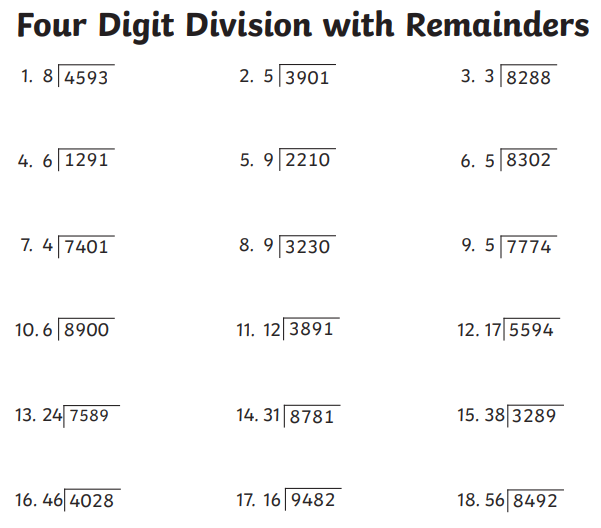 Four Digit Division with Remainders
1. 8 4593 2. 5 3901 3. 3 8288
4. 6 1291 5. 9 2210 6. 5 8302
7. 4 7401 8. 9 3230 9. 5 7774
10. 6 8900 11. 12 3891 12. 17 5594
13. 24 7589 14. 31 8781 15. 38 3289
16. 46 4028 17. 16 9482 18. 56 8492